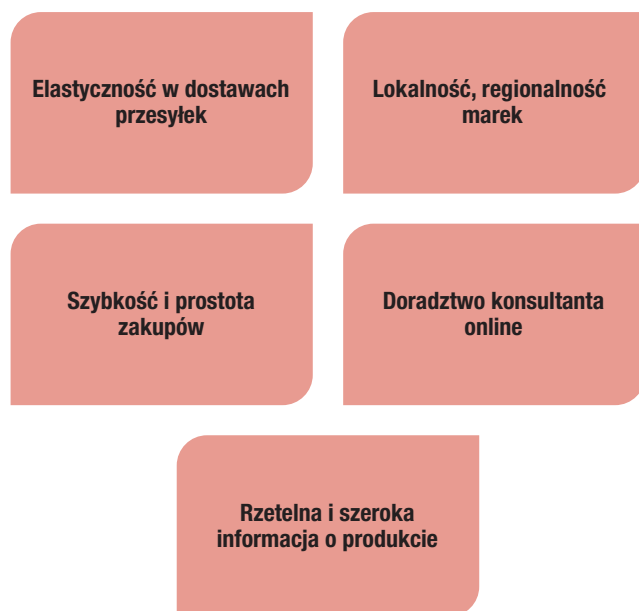 Elastyczność w dostawach
przesyłek
Lokalność, regionalność
marek
Szybkość i prostota
zakupów
Doradztwo konsultanta
online
Rzetelna i szeroka
informacja o produkcie